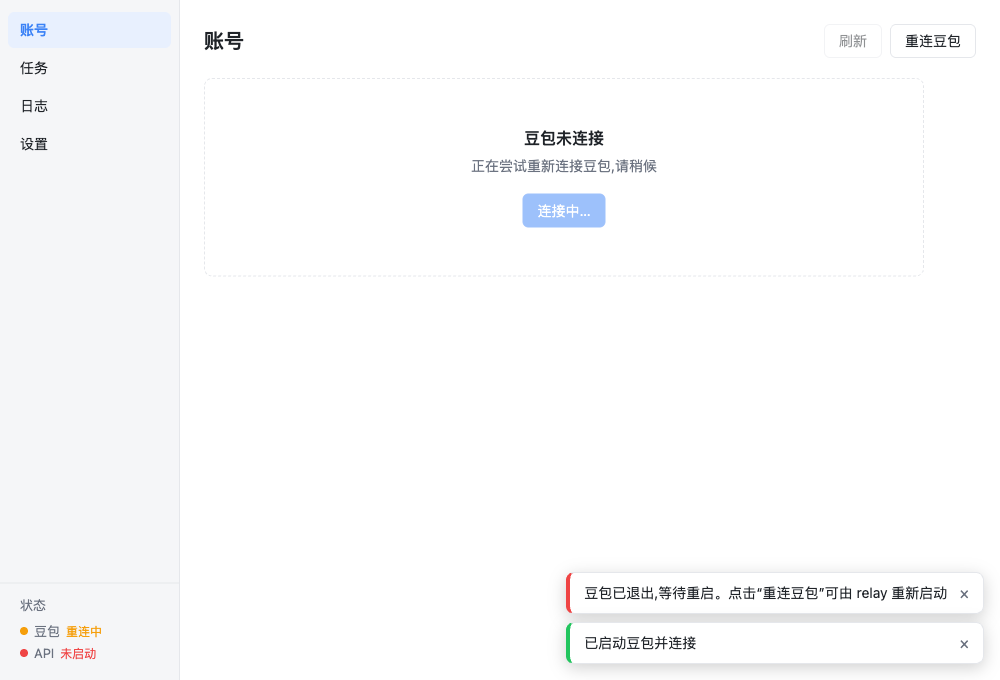 账号
任务
日志
设置
状态
豆包 重连中
API 未启动
账号
刷新
重连豆包
豆包未连接
正在尝试重新连接豆包,请稍候
连接中...
豆包已退出,等待重启。点击“重连豆包”可由 relay 重新启动 ×
已启动豆包并连接 ×